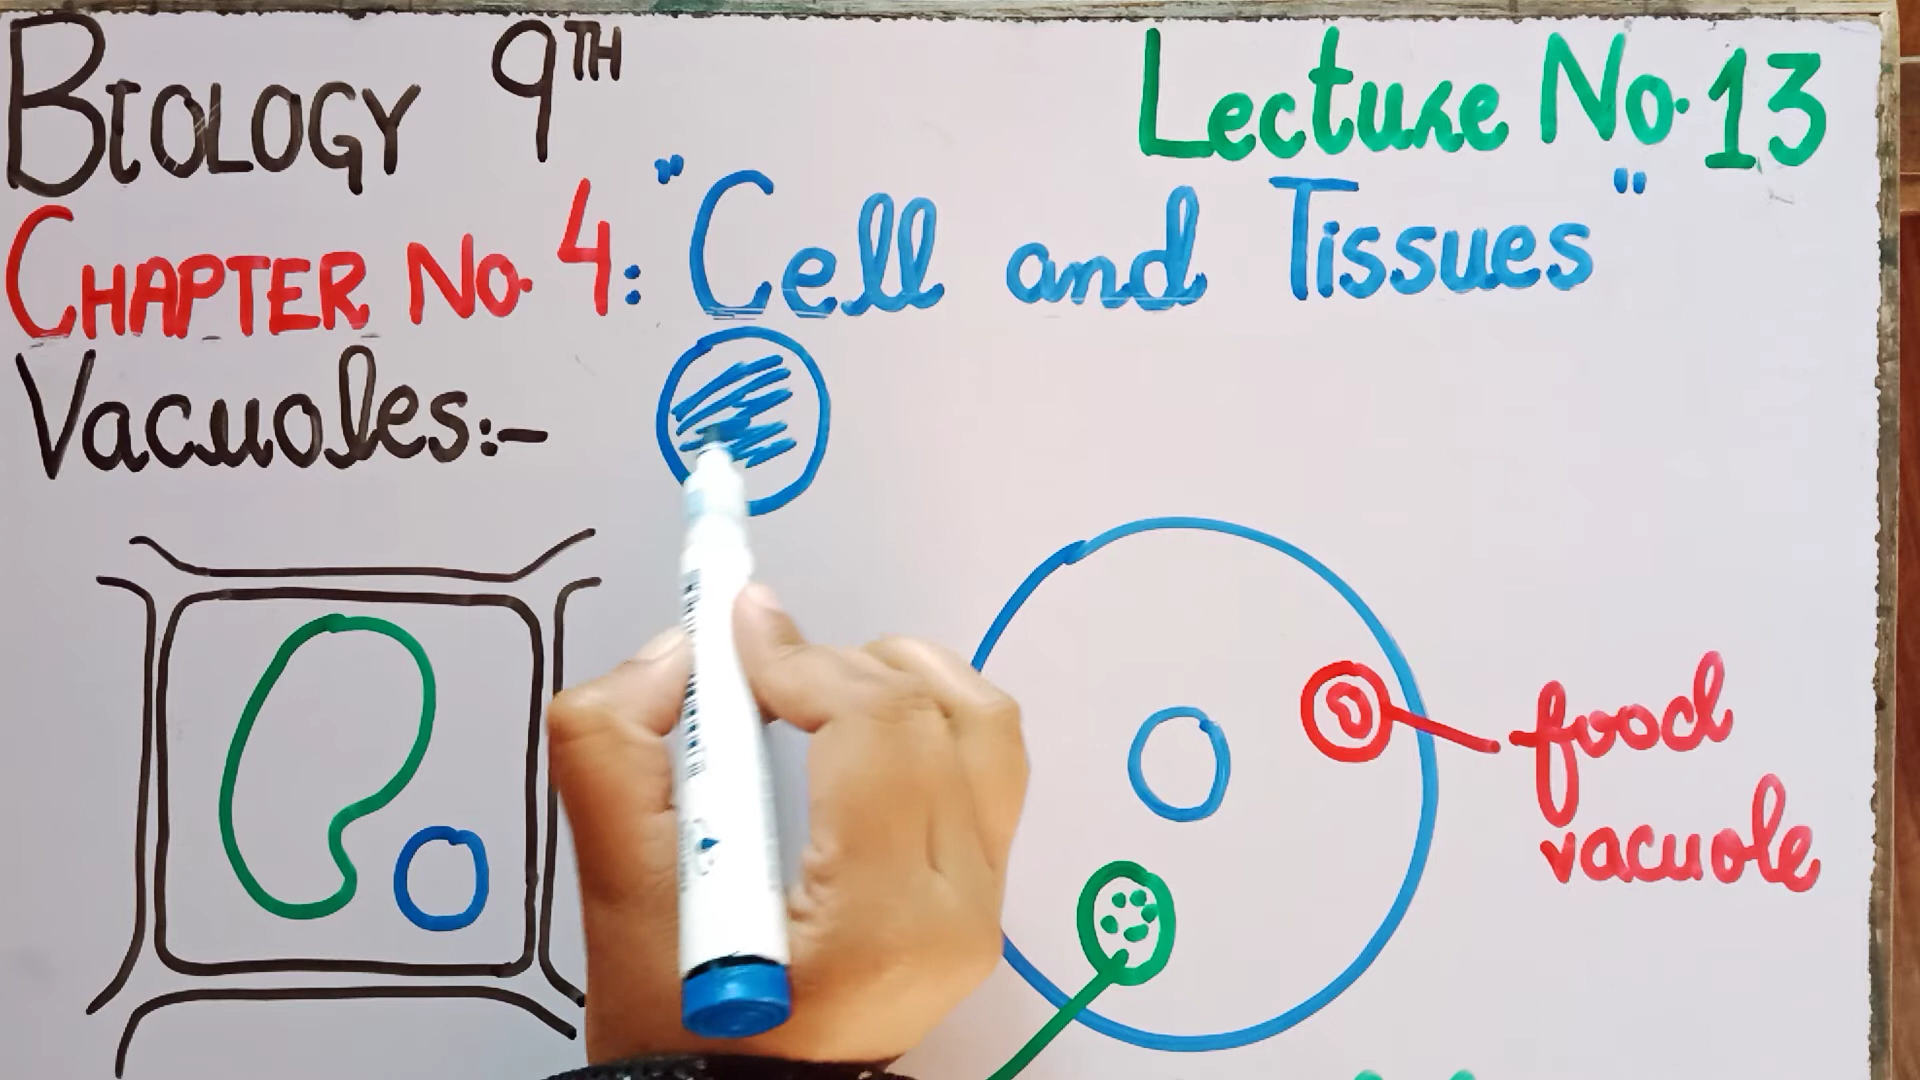 BIOLOGY 9TH
Lecture No. 13
CHAPTER No. 4: "Cell and Tissues"
Vacuoles:-
food
vacuole